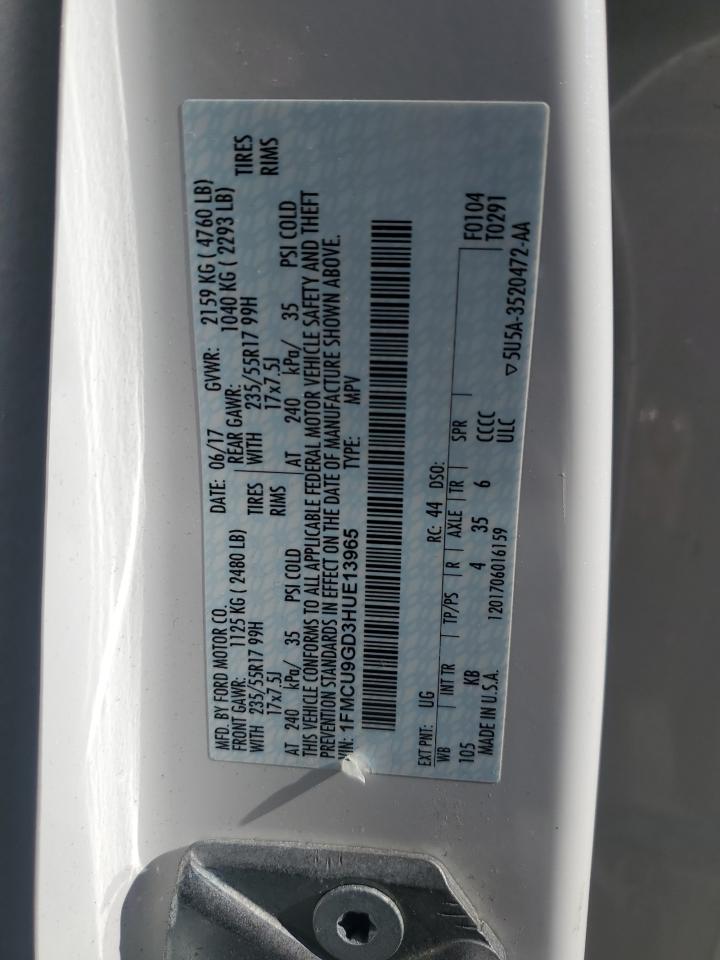 MFD. BY FORD MOTOR CO.
DATE: 06/17 GVWR: 2159 KG ( 4760 LB)
FRONT GAWR: 1125 KG ( 2480 LB) REAR GAWR: 1040 KG ( 2293 LB)
WITH 235/55R17 99H TIRES WITH 235/55R17 99H TIRES
17x7.5J RIMS 17x7.5J RIMS
AT 240 kPa/ 35 PSI COLD AT 240 kPa/ 35 PSI COLD
THIS VEHICLE CONFORMS TO ALL APPLICABLE FEDERAL MOTOR VEHICLE SAFETY AND THEFT
PREVENTION STANDARDS IN EFFECT ON THE DATE OF MANUFACTURE SHOWN ABOVE.
VIN: 1FMCU9GD3HUE13965 TYPE: MPV
EXT PNT: UG RC: 44 DSO: F0104
WB INT TR TP/PS R AXLE TR SPR T0291
105 KB 4 35 6 CCCC
MADE IN U.S.A. 1201706016159 ULC ▽5U5A-3520472-AA